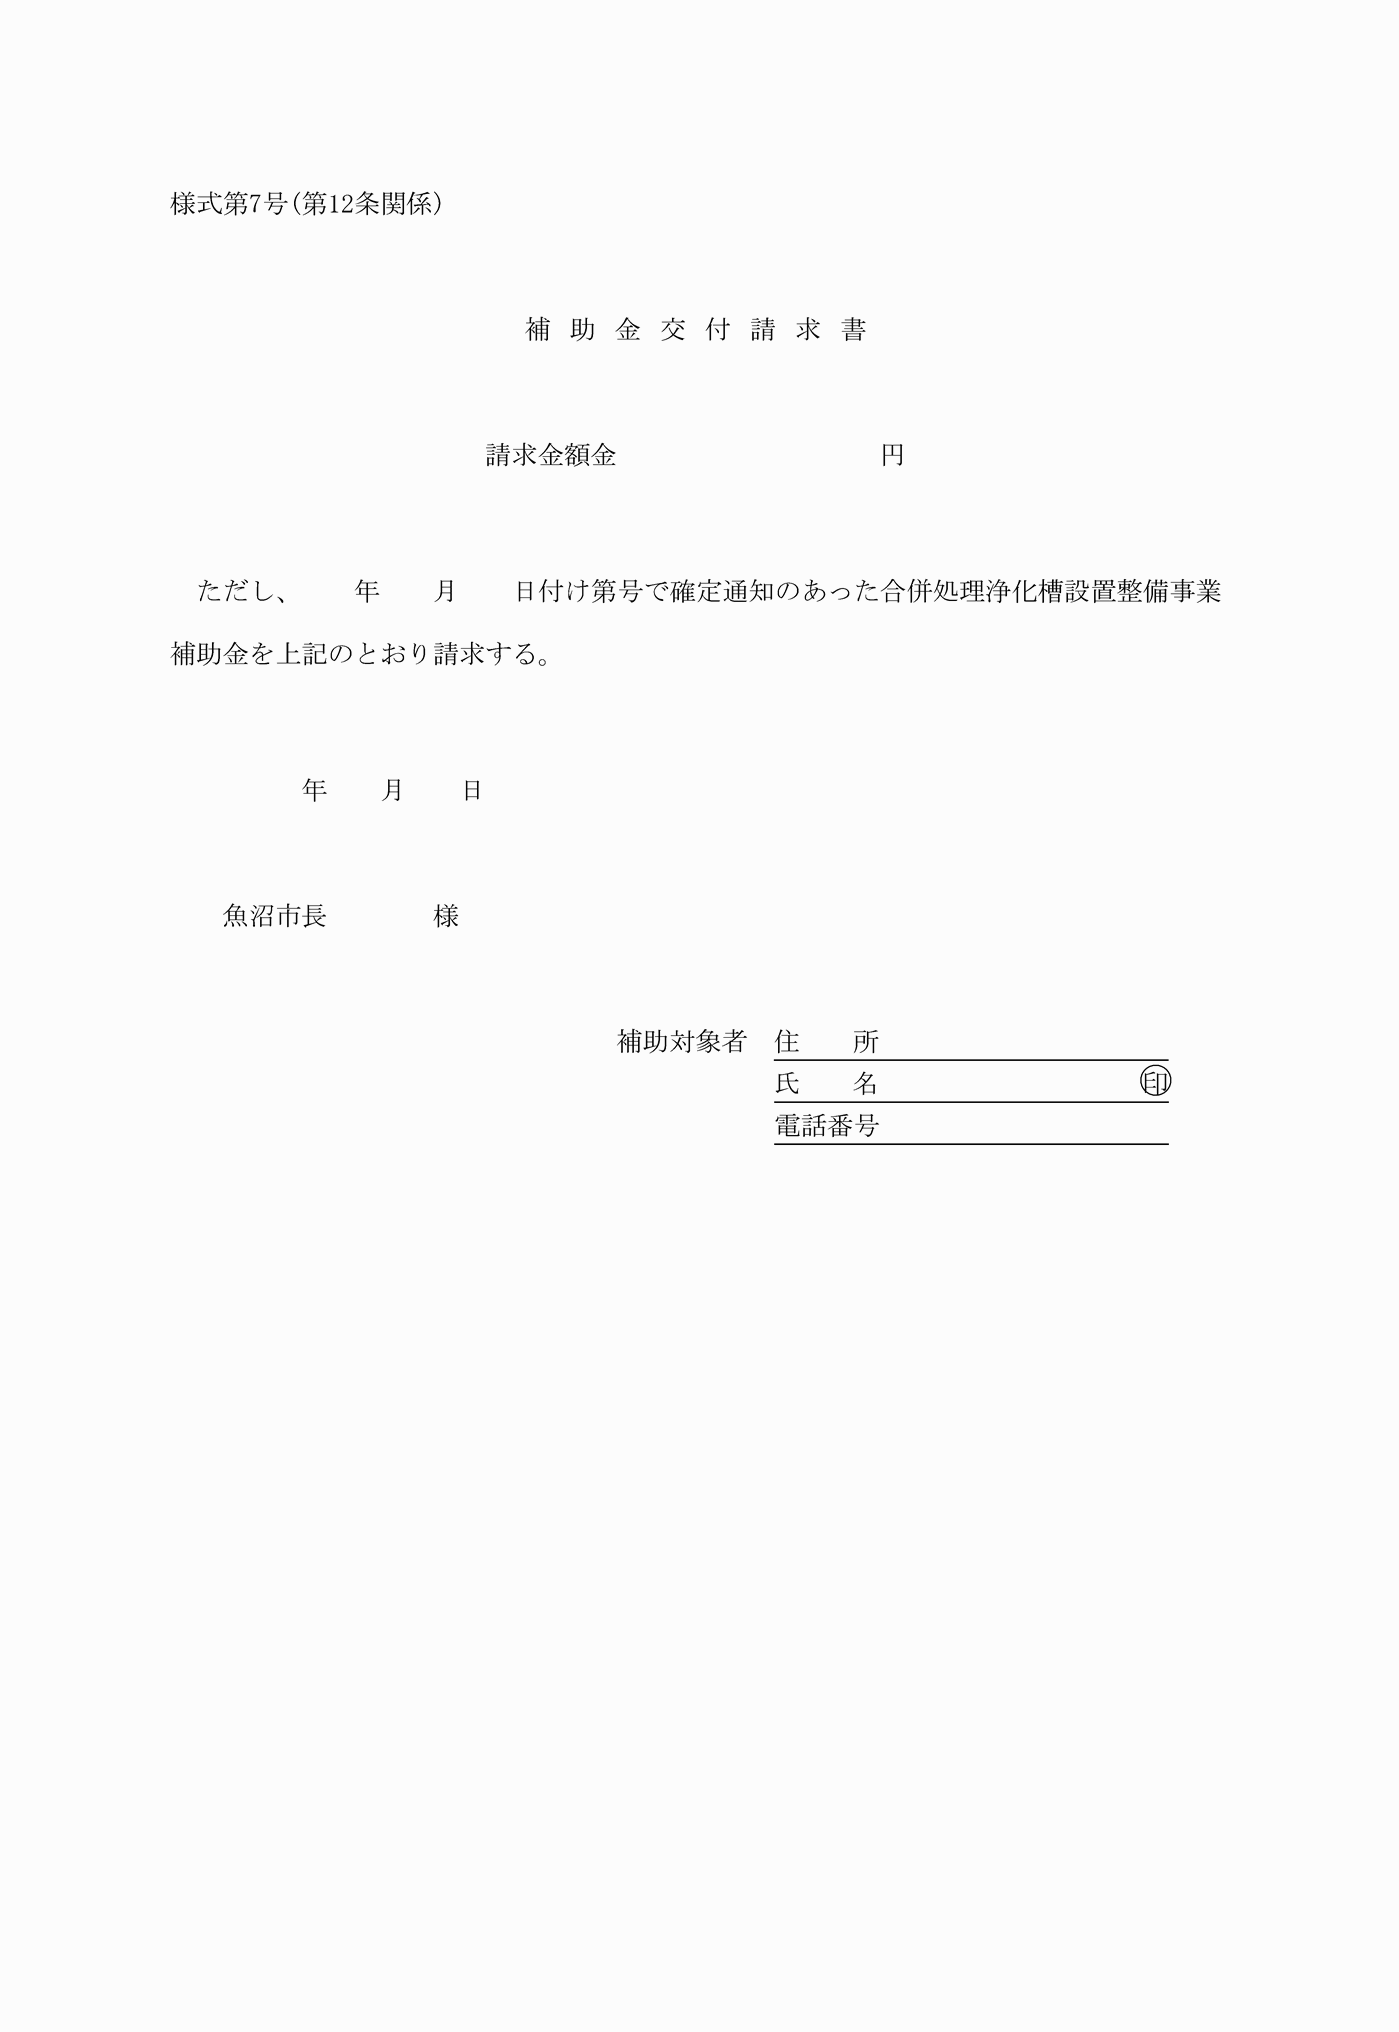 様式第7号(第12条関係)
補助金交付請求書
請求金額金　　　　　　　　　　円
ただし、　　年　　月　　日付け第号で確定通知のあった合併処理浄化槽設置整備事業
補助金を上記のとおり請求する。
年　　月　　日
魚沼市長　　　　様
補助対象者　住　　所
氏　　名　　　　　　　　　　㊞
電話番号